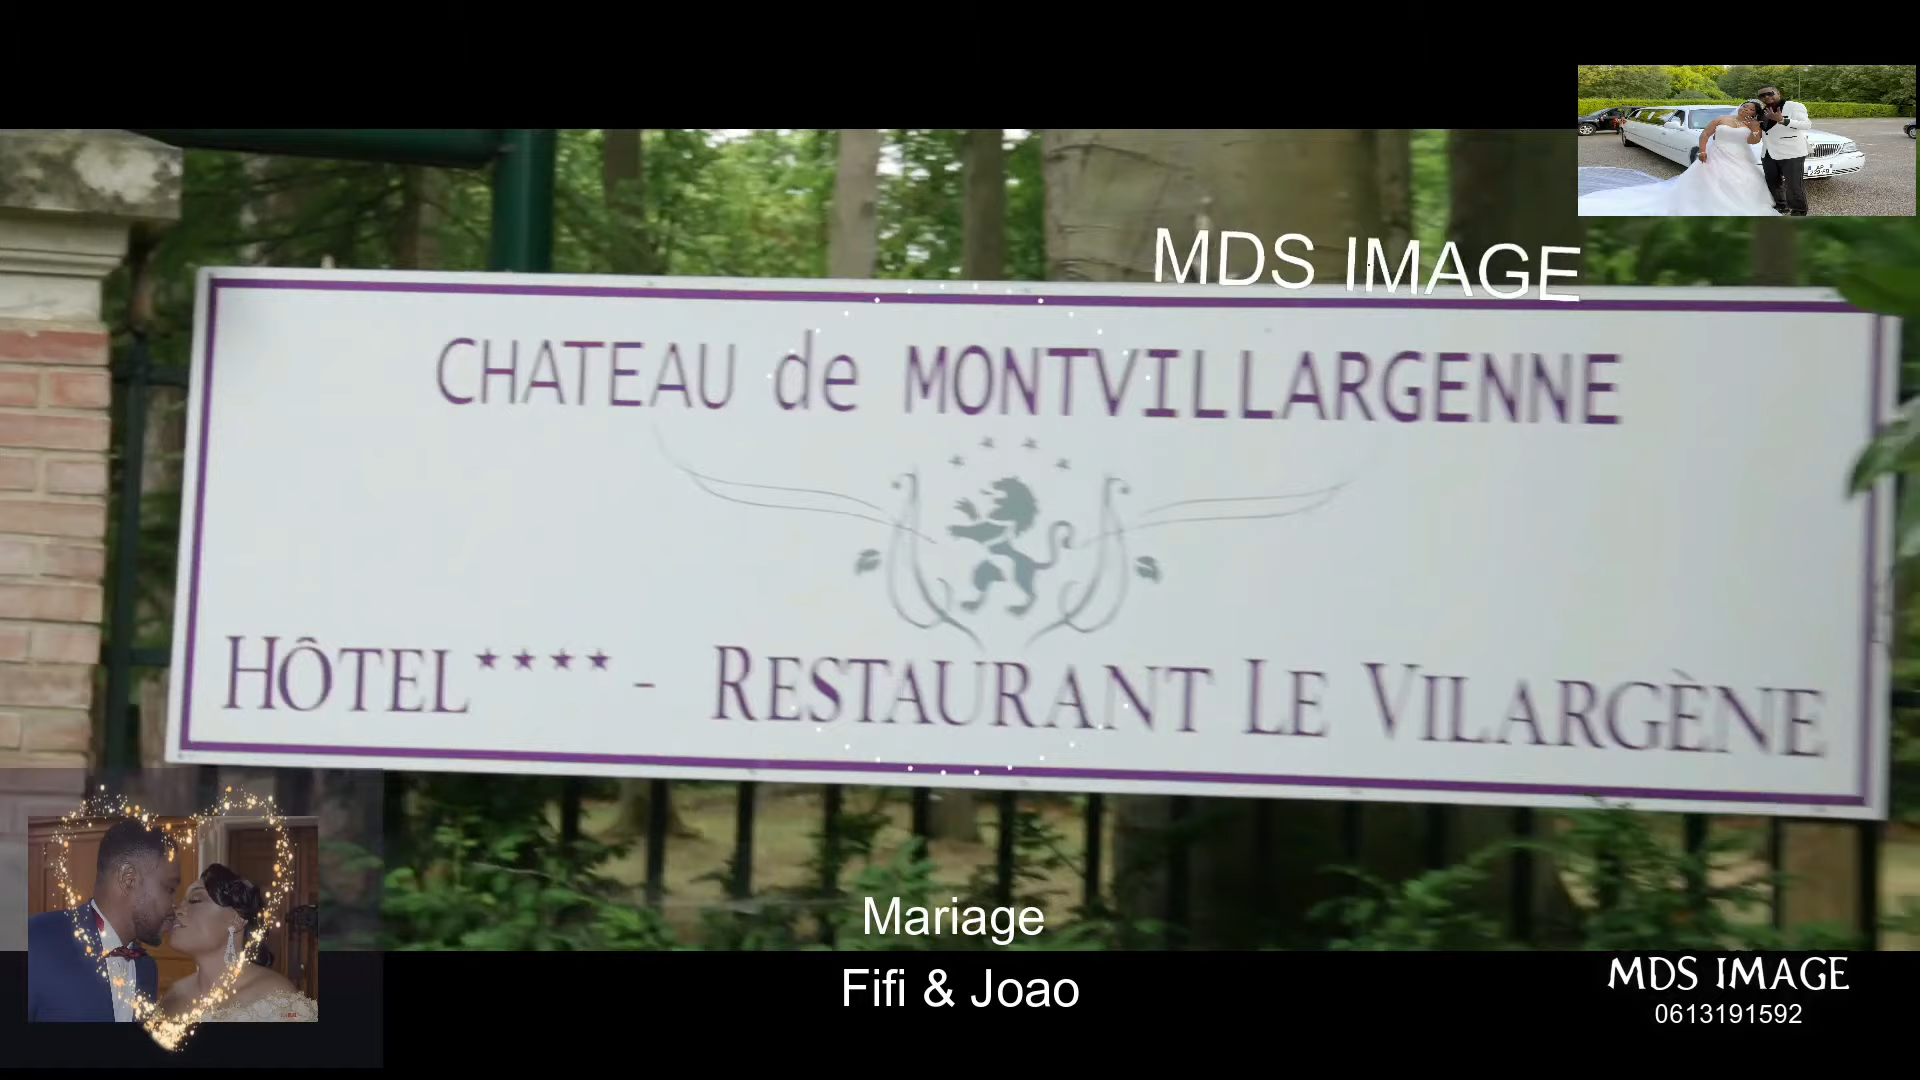 MDS IMAGE
CHATEAU de MONTVILLARGENNE
HÔTEL**** - RESTAURANT LE VILARGÈNE
Mariage
Fifi & Joao
MDS IMAGE
0613191592